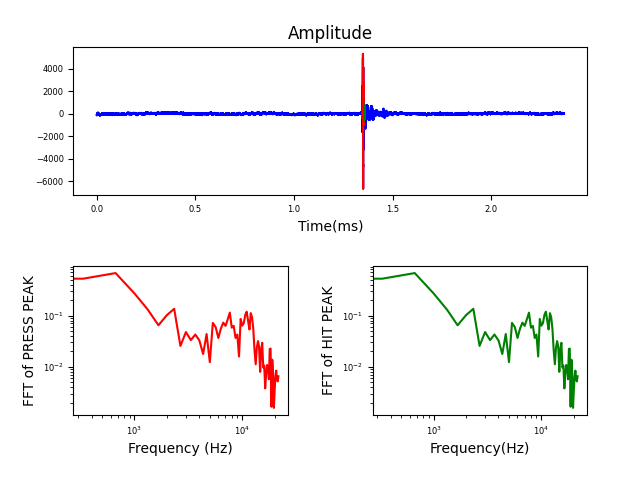 Amplitude
4000
2000
0
−2000
−4000
−6000
0.0 0.5 1.0 1.5 2.0
Time(ms)
FFT of PRESS PEAK
10⁻¹
10⁻²
10³ 10⁴
Frequency (Hz)
FFT of HIT PEAK
10⁻¹
10⁻²
10³ 10⁴
Frequency(Hz)